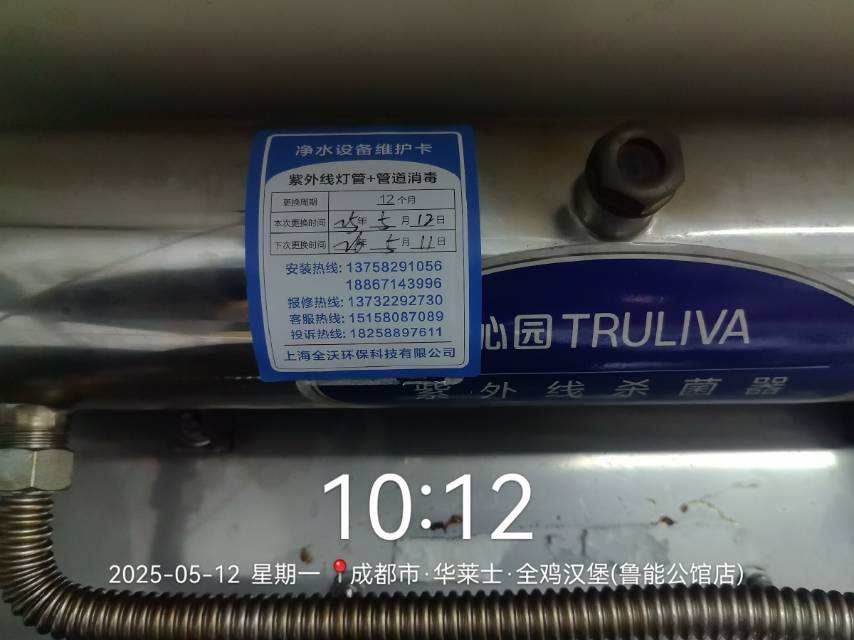 净水设备维护卡
紫外线灯管+管道消毒
更换周期 12个月
本次更换时间 25年 5月 12日
下次更换时间 26年 5月 11日
安装热线: 13758291056
18867143996
报修热线: 13732292730
客服热线: 15158087089
投诉热线: 18258897611
上海全沃环保科技有限公司
沁园 TRULIVA
紫外线杀菌器
10:12
2025-05-12 星期一 📍成都市·华莱士·全鸡汉堡(鲁能公馆店)